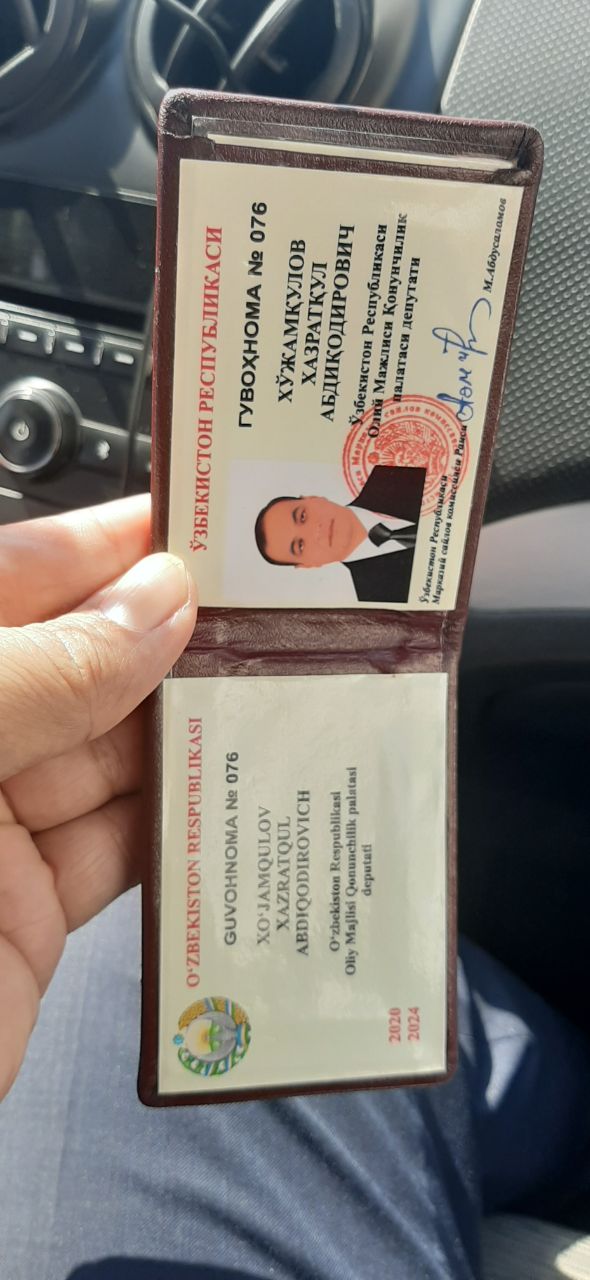 ЎЗБЕКИСТОН РЕСПУБЛИКАСИ
ГУВОҲНОМА № 076
ХЎЖАМҚУЛОВ
ХАЗРАТҚУЛ
АБДИҚОДИРОВИЧ
Ўзбекистон Республикаси
Олий Мажлиси Қонунчилик
палатаси депутати
Ўзбекистон Республикаси
Марказий сайлов комиссияси Раиси
М.Абдусаломов
O‘ZBEKISTON RESPUBLIKASI
GUVOHNOMA № 076
XO‘JAMQULOV
XAZRATQUL
ABDIQODIROVICH
O‘zbekiston Respublikasi
Oliy Majlisi Qonunchilik palatasi
deputati
2020
2024